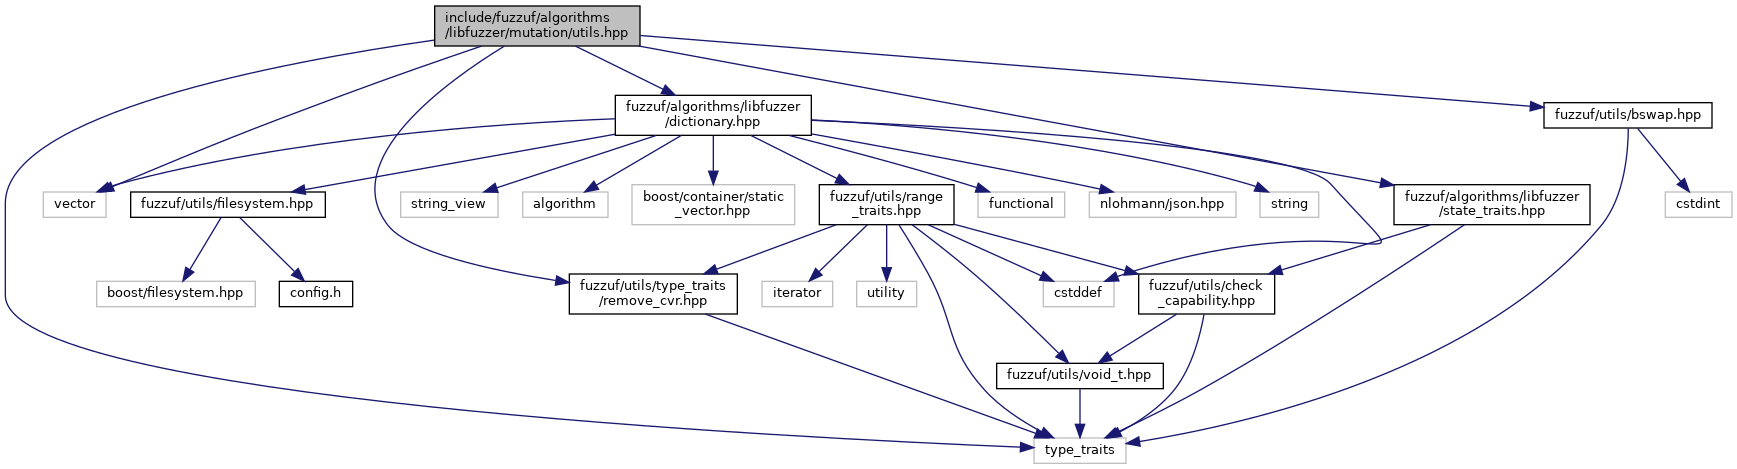 include/fuzzuf/algorithms
/libfuzzer/mutation/utils.hpp
fuzzuf/algorithms/libfuzzer
/dictionary.hpp
fuzzuf/utils/bswap.hpp
vector
fuzzuf/utils/filesystem.hpp
string_view
algorithm
boost/container/static
_vector.hpp
fuzzuf/utils/range
_traits.hpp
functional
nlohmann/json.hpp
string
fuzzuf/algorithms/libfuzzer
/state_traits.hpp
cstdint
boost/filesystem.hpp
config.h
fuzzuf/utils/type_traits
/remove_cvr.hpp
iterator
utility
cstddef
fuzzuf/utils/check
_capability.hpp
fuzzuf/utils/void_t.hpp
type_traits